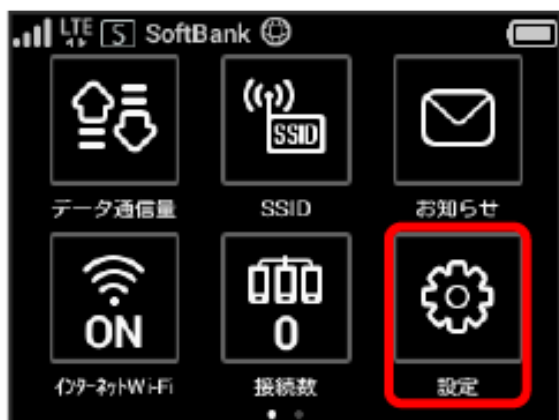 LTE S SoftBank
SSID
データ通信量 SSID お知らせ
ON 0
インターネットWi-Fi 接続数 設定